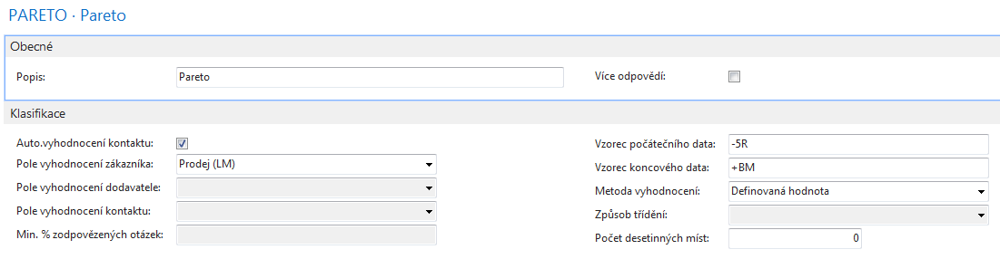 PARETO · Pareto
Obecné
Popis: Pareto
Více odpovědí:
Klasifikace
Auto.vyhodnocení kontaktu:
Pole vyhodnocení zákazníka: Prodej (LM)
Pole vyhodnocení dodavatele:
Pole vyhodnocení kontaktu:
Min. % zodpovězených otázek:
Vzorec počátečního data: -5R
Vzorec koncového data: +BM
Metoda vyhodnocení: Definovaná hodnota
Způsob třídění:
Počet desetinných míst: 0